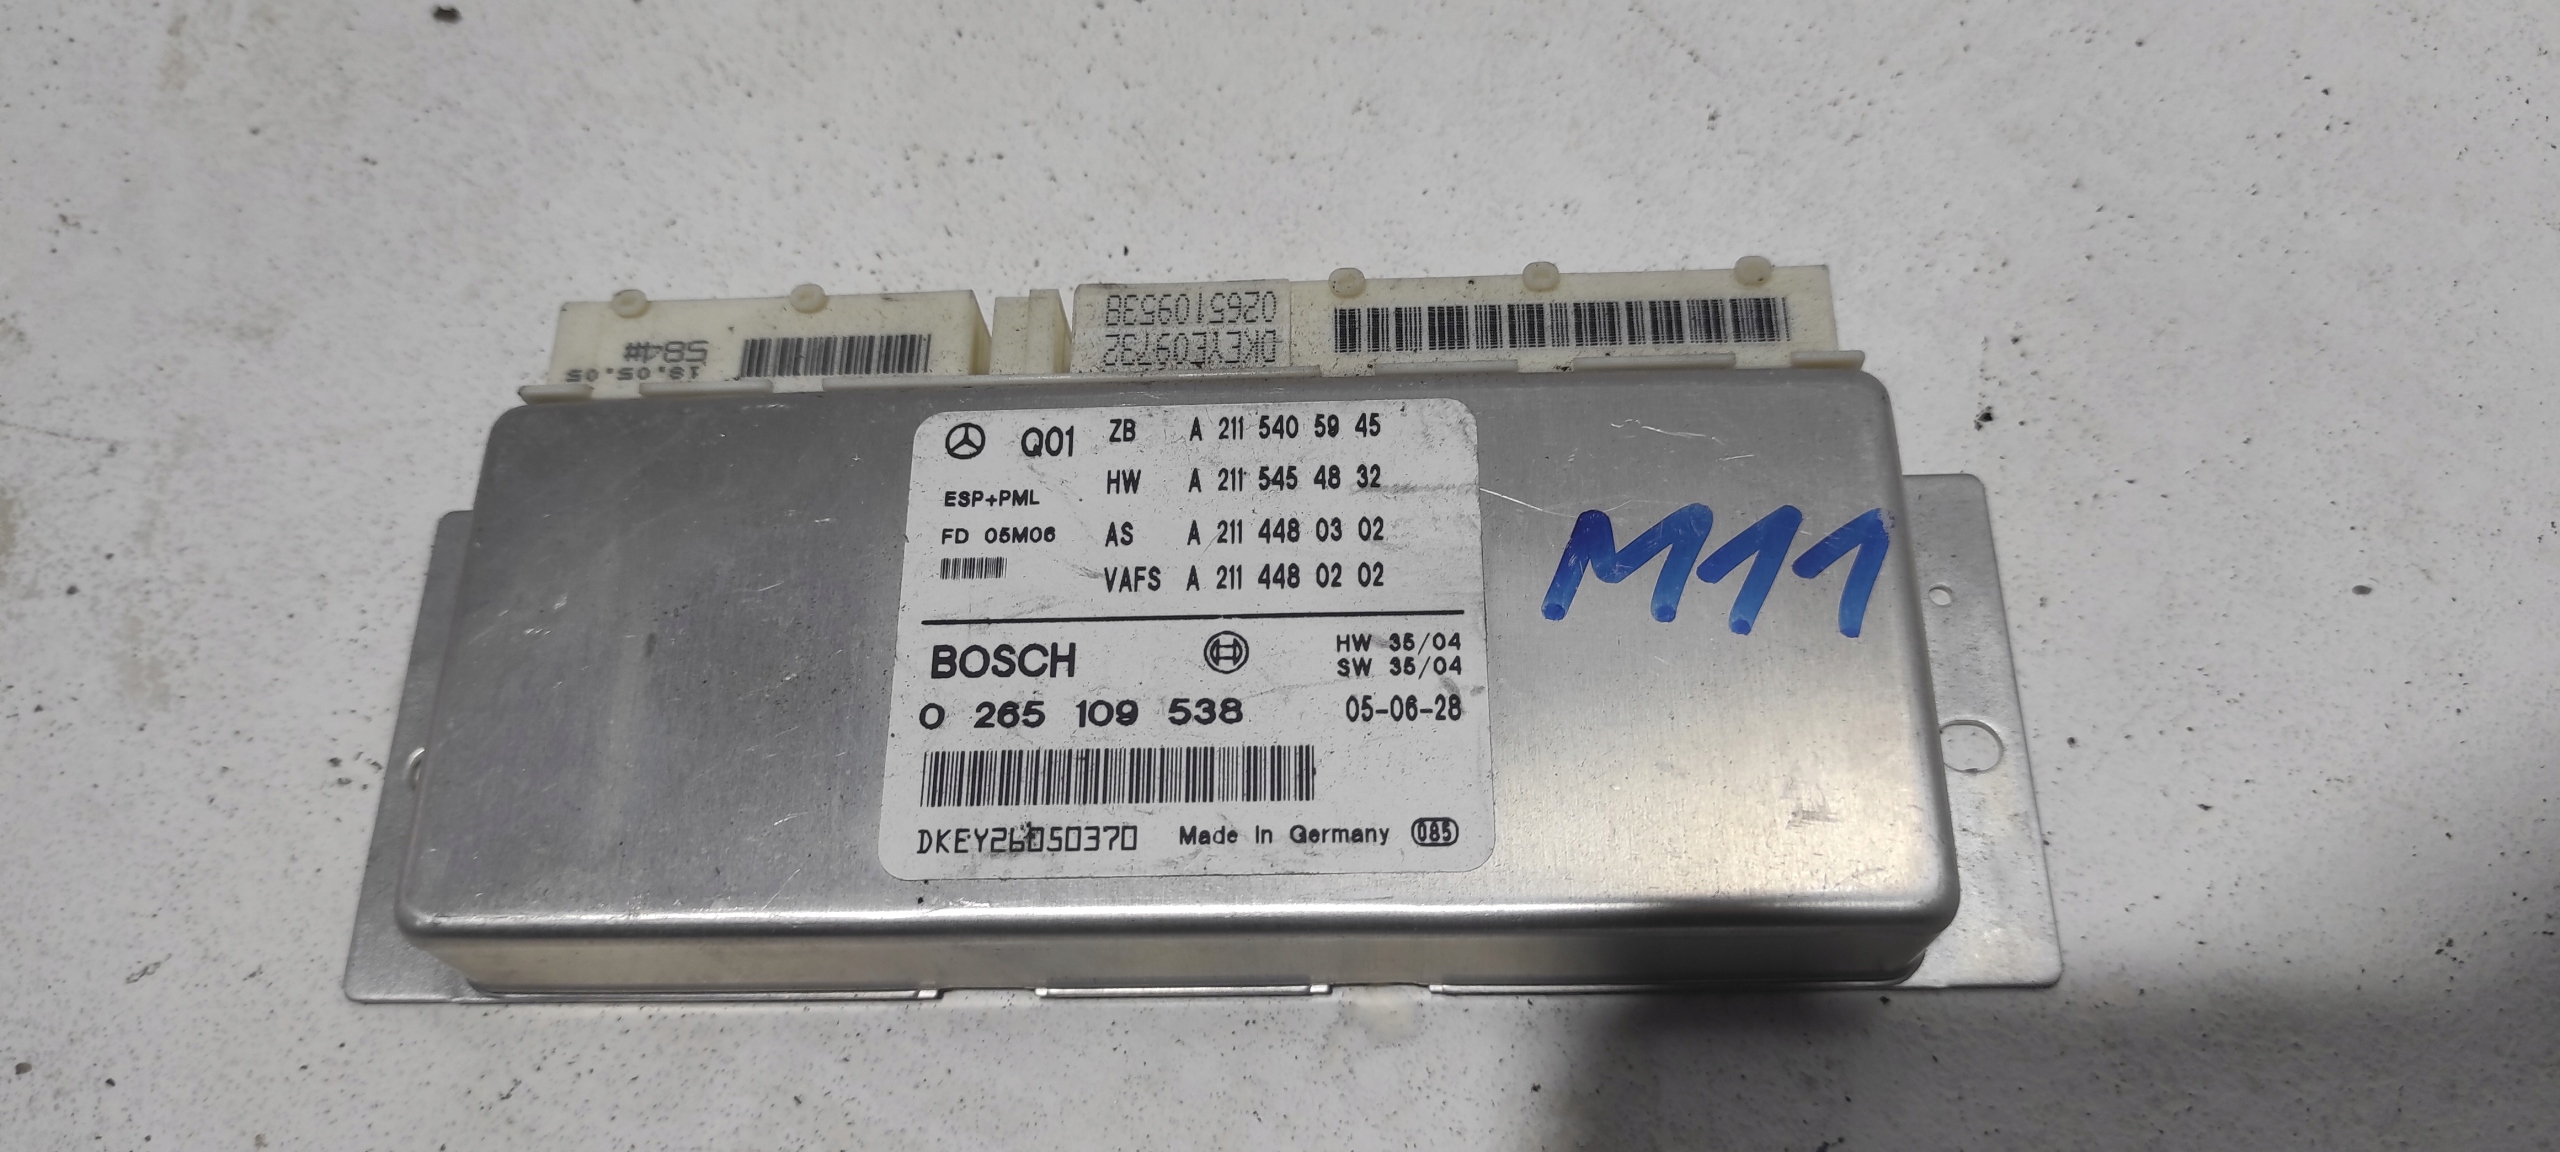 0265109538
DKEYE09732
584#
18.05.05
Q01
ESP+PML
FD 05M06
ZB A 211 540 59 45
HW A 211 545 48 32
AS A 211 448 03 02
VAFS A 211 448 02 02
BOSCH
HW 35/04
SW 35/04
0 265 109 538
05-06-28
DKEY26050370
Made In Germany
085
M11